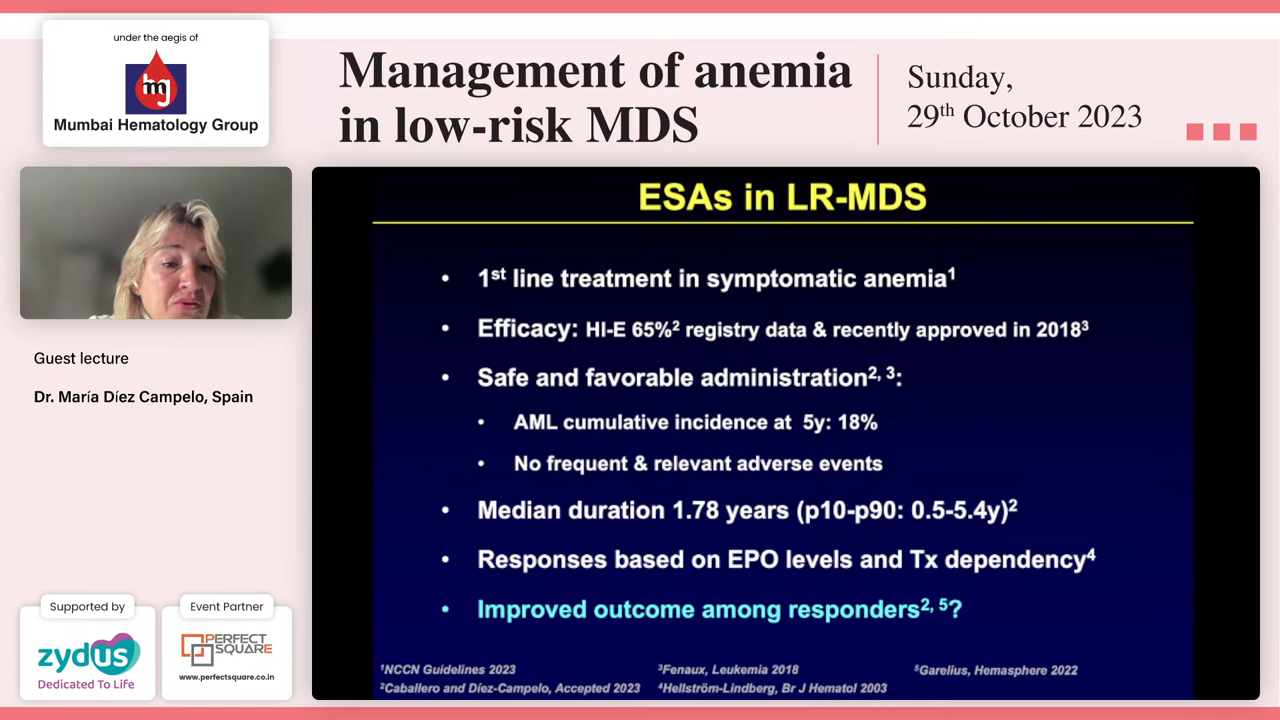 under the aegis of
mg
Mumbai Hematology Group
Management of anemia
in low-risk MDS
Sunday,
29th October 2023
Guest lecture
Dr. María Díez Campelo, Spain
ESAs in LR-MDS
• 1st line treatment in symptomatic anemia1
• Efficacy: HI-E 65%2 registry data & recently approved in 20183
• Safe and favorable administration2, 3:
• AML cumulative incidence at 5y: 18%
• No frequent & relevant adverse events
• Median duration 1.78 years (p10-p90: 0.5-5.4y)2
• Responses based on EPO levels and Tx dependency4
• Improved outcome among responders2, 5?
1NCCN Guidelines 2023
3Fenaux, Leukemia 2018
5Garelius, Hemasphere 2022
2Caballero and Díez-Campelo, Accepted 2023
4Hellström-Lindberg, Br J Hematol 2003
Supported by
zydus
Dedicated To Life
Event Partner
PERFECT
SQUARE
www.perfectsquare.co.in